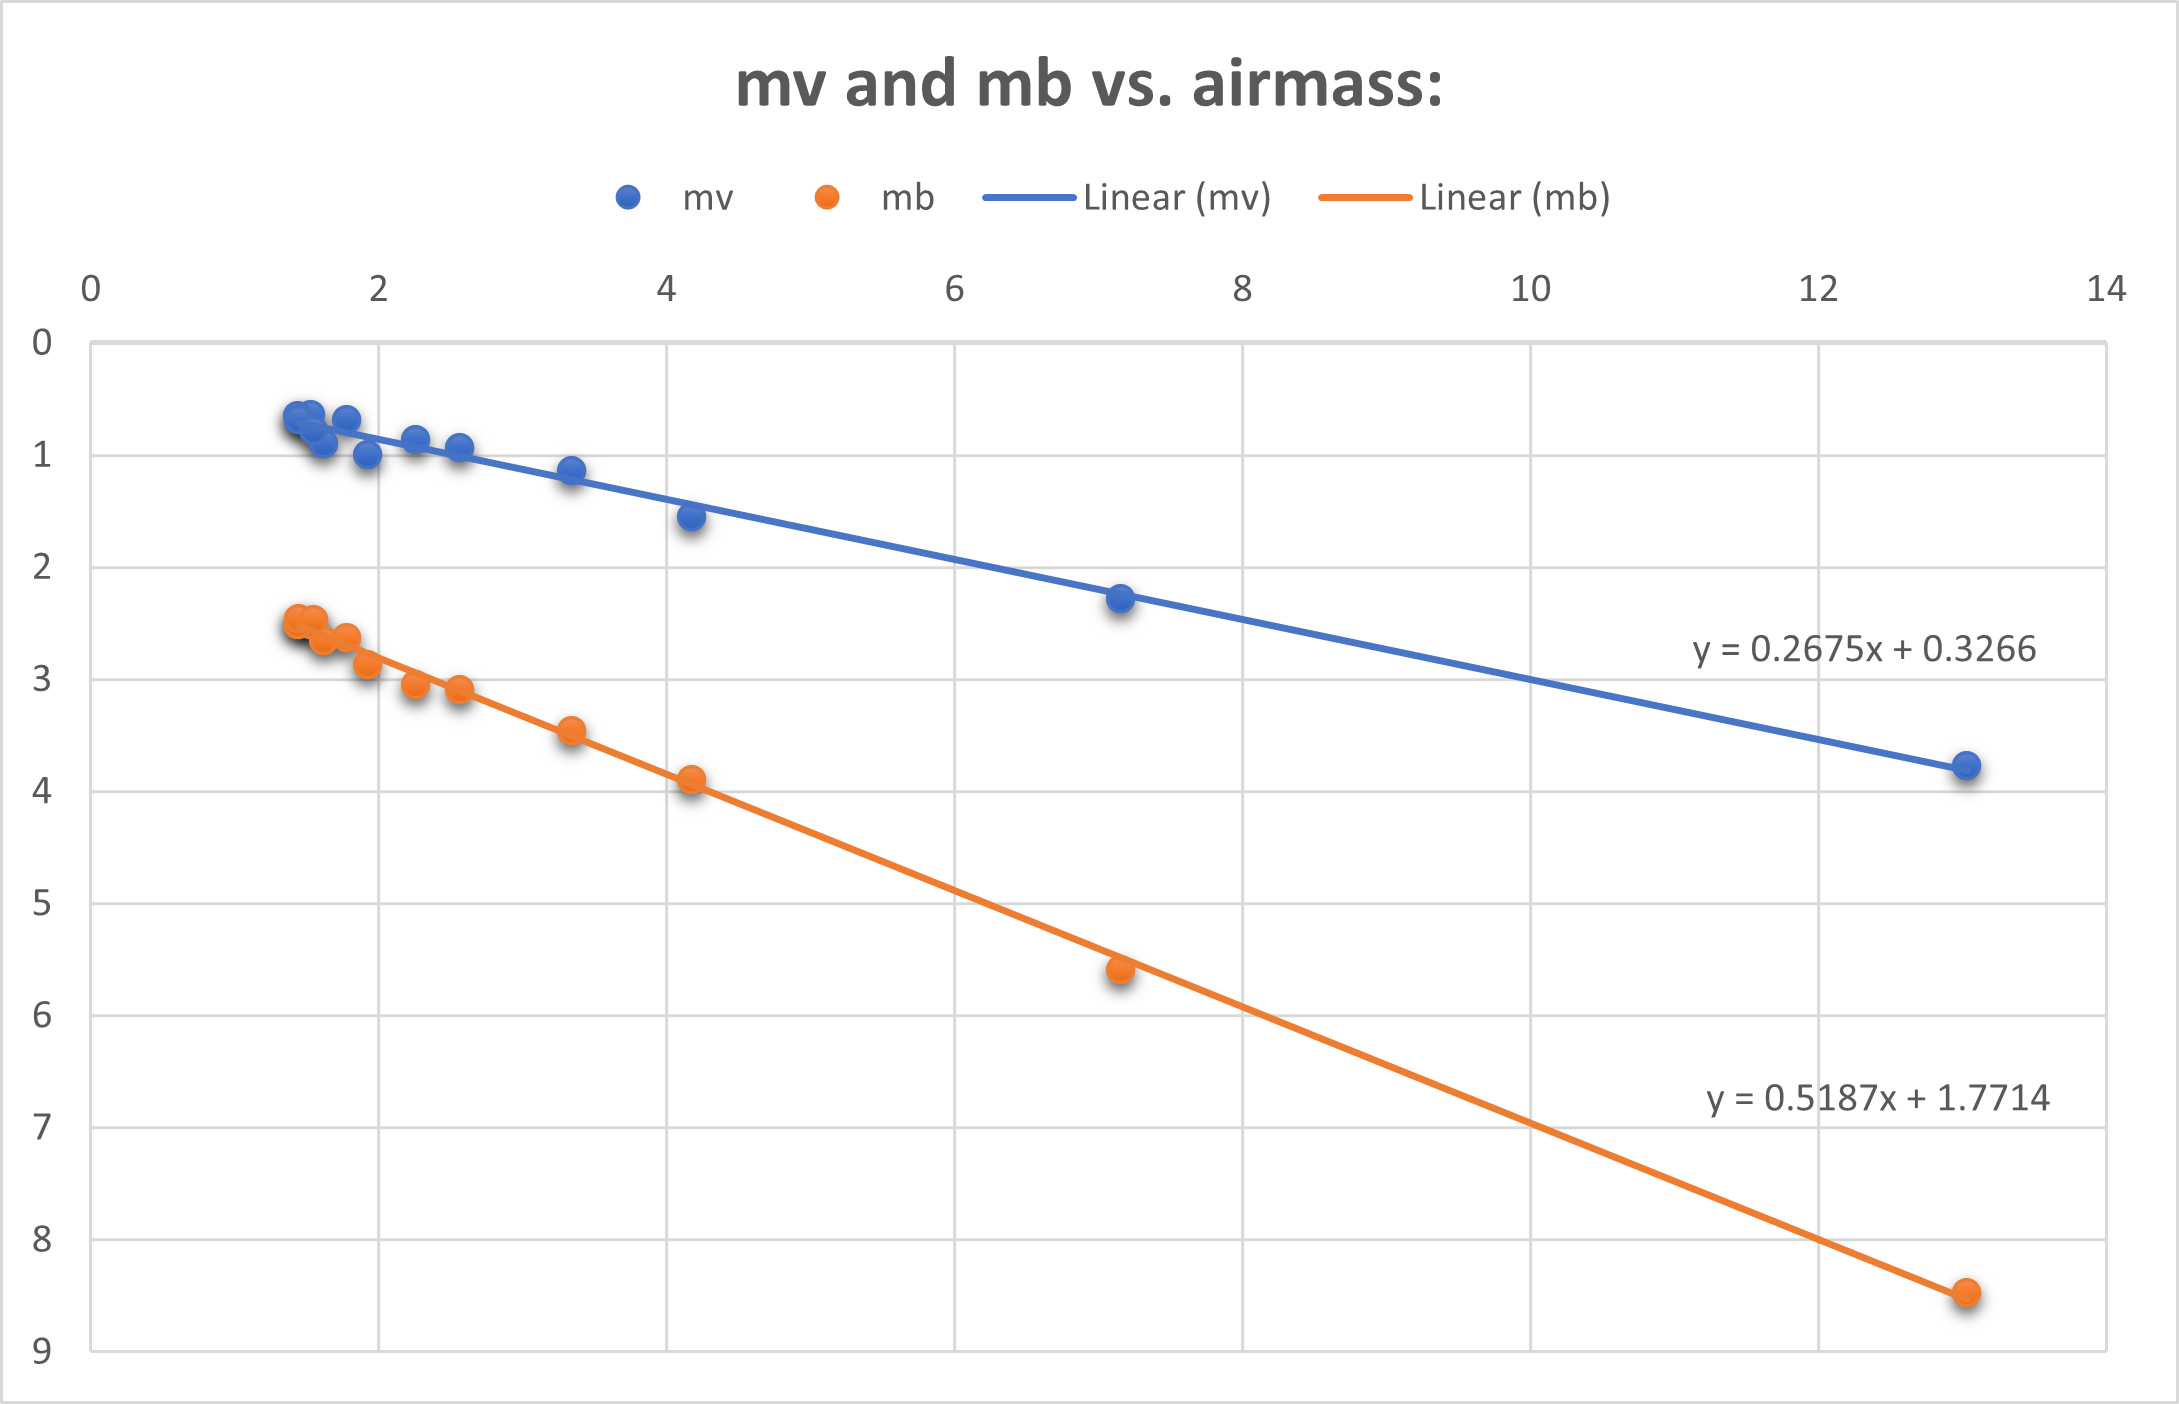 mv and mb vs. airmass:
mv mb Linear (mv) Linear (mb)
0 2 4 6 8 10 12 14
0
1
2
3
4
5
6
7
8
9
y = 0.2675x + 0.3266
y = 0.5187x + 1.7714